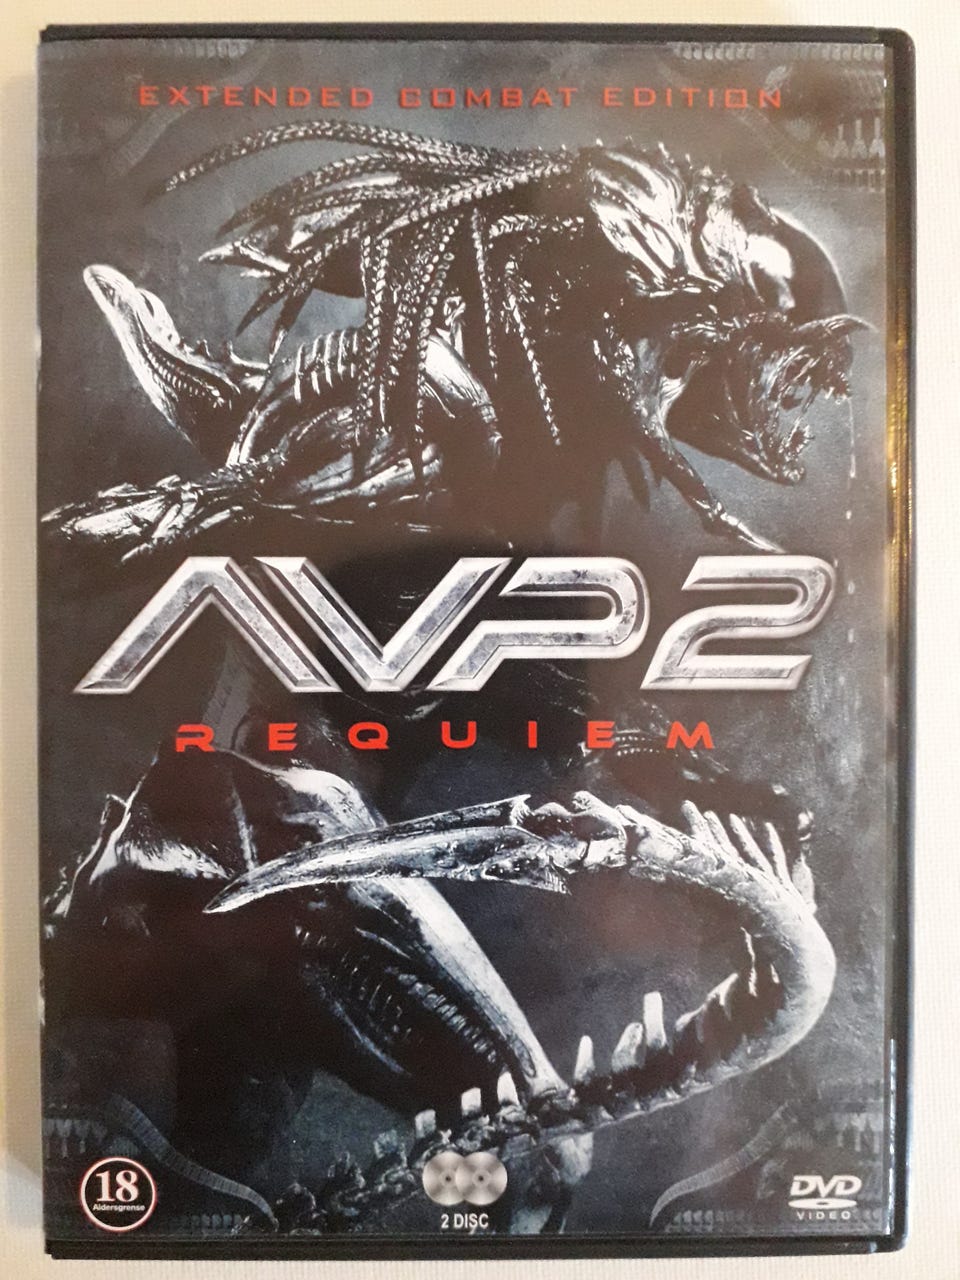 EXTENDED COMBAT EDITION
AVP2
REQUIEM
18
Aldersgrense
2 DISC
DVD
VIDEO